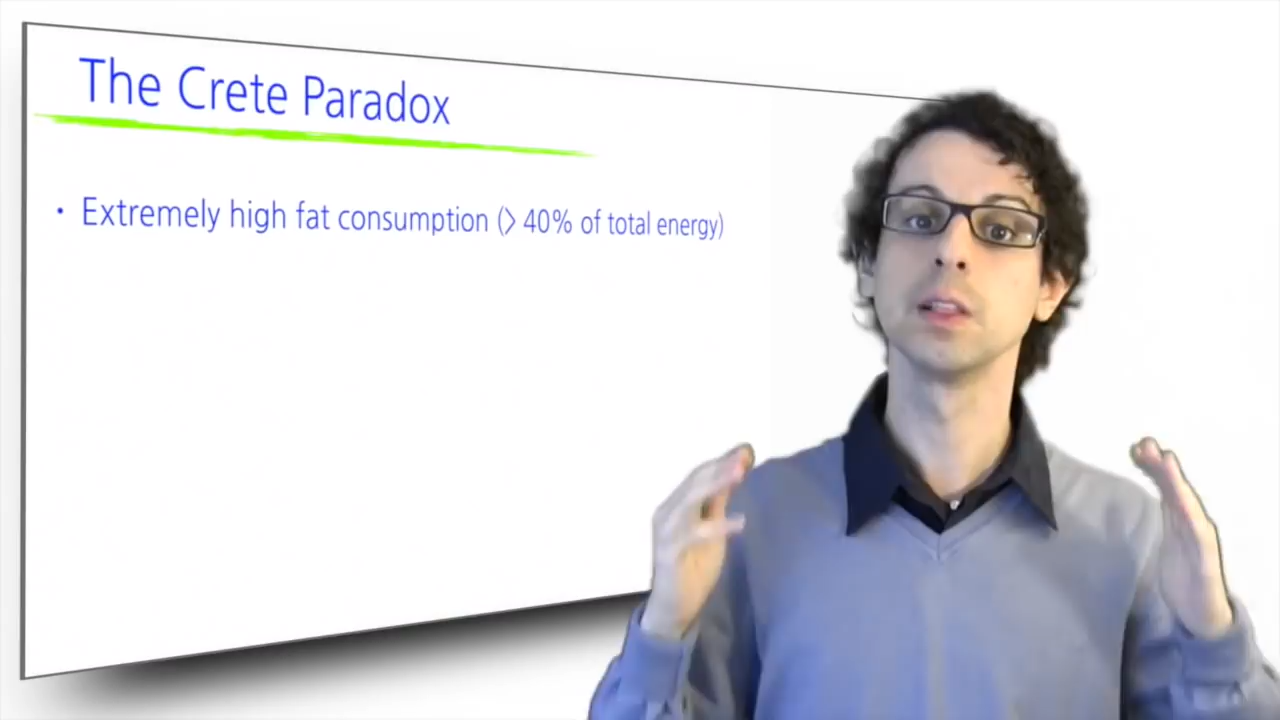 The Crete Paradox
• Extremely high fat consumption (> 40% of total energy)